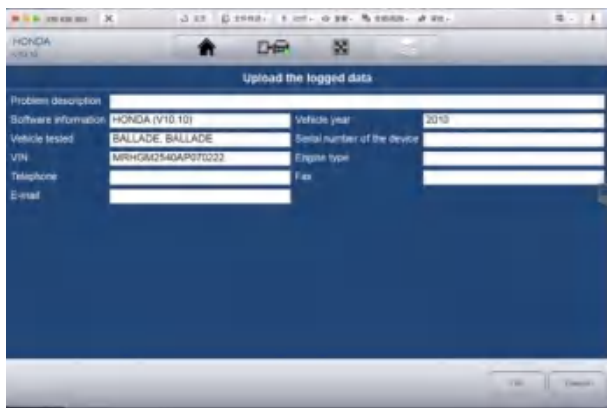 HONDA
Upload the logged data
Problem description
Software information HONDA (V10.10) Vehicle year 2010
Vehicle tested BALLADE, BALLADE Serial number of the device
VIN MRHGM2540AP070222 Engine type
Telephone Fax
E-mail